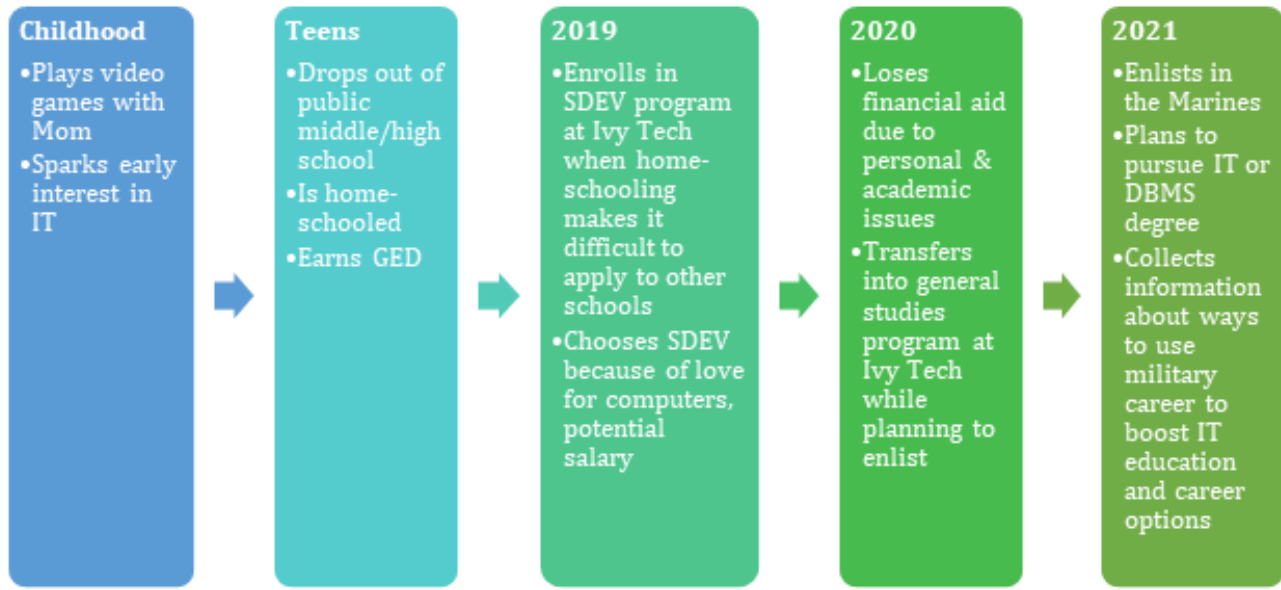 Childhood
•Plays video
games with
Mom
•Sparks early
interest in
IT
Teens
•Drops out of
public
middle/high
school
•Is home-
schooled
•Earns GED
2019
•Enrolls in
SDEV program
at Ivy Tech
when home-
schooling
makes it
difficult to
apply to other
schools
•Chooses SDEV
because of love
for computers,
potential
salary
2020
•Loses
financial aid
due to
personal &
academic
issues
•Transfers
into general
studies
program at
Ivy Tech
while
planning to
enlist
2021
•Enlists in
the Marines
•Plans to
pursue IT or
DBMS
degree
•Collects
information
about ways
to use
military
career to
boost IT
education
and career
options